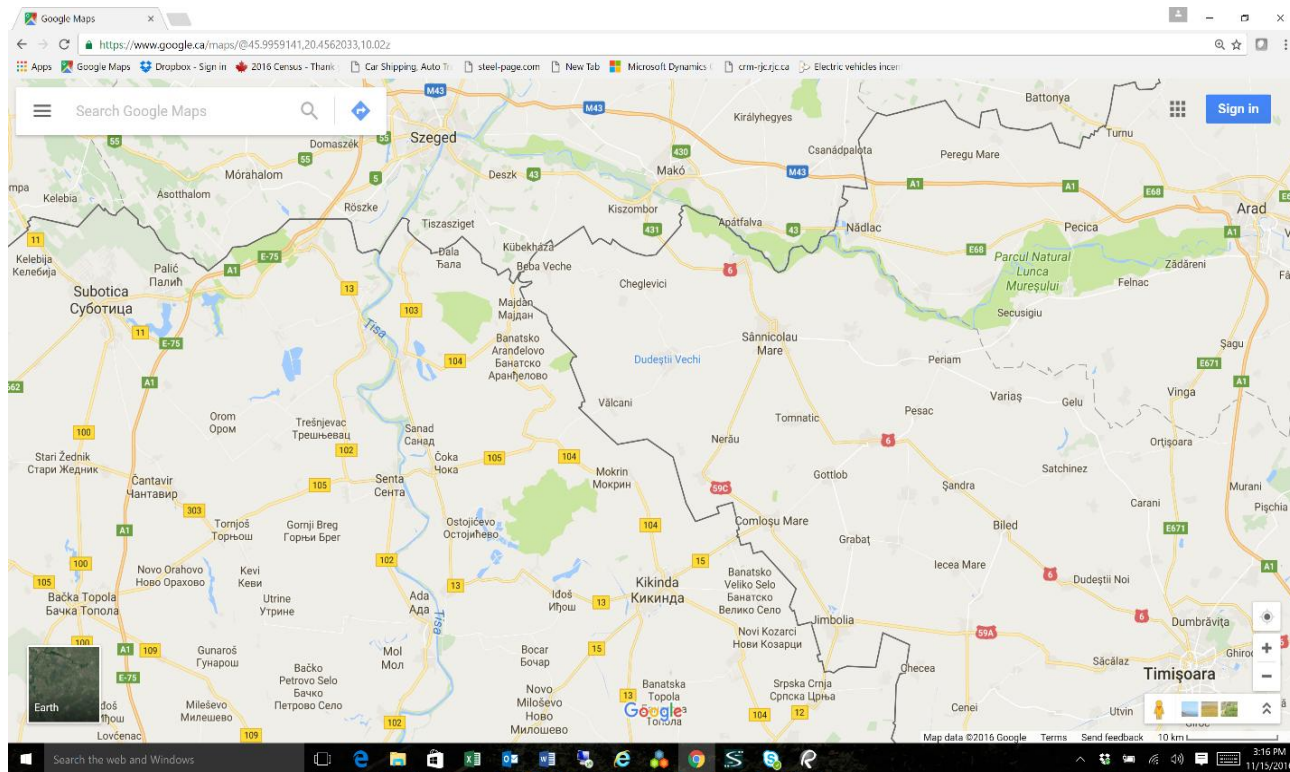 Google Maps
https://www.google.ca/maps/@45.9959141,20.4562033,10.02z
Apps Google Maps Dropbox - Sign in 2016 Census - Thank Car Shipping, Auto Tr steel-page.com New Tab Microsoft Dynamics C crm-rjc.rjc.ca Electric vehicles incen
Search Google Maps
Sign in
M43
M43
Battonya
Királyhegyes
Turnu
55
Domaszék
55
Szeged
430
Csanádpalota
Peregu Mare
55
Mórahalom
5
Deszk
43
Makó
M43
A1
A1
E68
mpa
Kelebia
Asotthalom
Röszke
Kiszombor
Arad
Tiszasziget
431
Apátfalva
43
Nădlac
Pecica
A1
11
E-75
Kelebija
Келебија
Palić
Палић
A1
Đala
Ђала
Kübekháza
Beba Veche
6
E68
Parcul Natural
Lunca
Mureșului
Zădăreni
Felnac
Subotica
Суботица
13
Cheglevici
103
Majdan
Мајдан
Secusigiu
11
E-75
Tisa
Banatsko
Aranđelovo
Банатско
Аранђелово
Sânnicolau
Mare
Șagu
104
Dudeștii Vechi
Periam
E671
A1
A1
Variaș
Gelu
Vinga
Vălcani
Pesac
Orom
Ором
Trešnjevac
Трешњевац
Tomnatic
100
Sanad
Санад
Nerău
6
Orțișoara
102
Stari Žednik
Стари Жедник
Čoka
Чока
105
104
Mokrin
Мокрин
Gottlob
Satchinez
Čantavir
Чантавир
105
Senta
Сента
59C
Șandra
Murani
Carani
Pișchia
303
A1
Tornjoš
Торњош
Gornji Breg
Горњи Брег
Ostojićevo
Остојићево
104
Comloșu Mare
Biled
E671
Grabaț
100
102
15
Iecea Mare
A1
Novo Orahovo
Ново Орахово
Kevi
Кеви
13
Kikinda
Кикинда
Banatsko
Veliko Selo
Банатско
Велико Село
6
Dudeștii Noi
105
Bačka Topola
Бачка Топола
Utrine
Утрине
Ada
Ада
Tisa
Iđoš
Иђош
13
Jimbolia
6
Dumbrăvița
Novi Kozarci
Нови Козарци
59A
100
A1
109
Gunaroš
Гунарош
Mol
Мол
Bocar
Бочар
15
Checea
Săcălaz
Ghiroc
E-75
Bačko
Petrovo Selo
Бачко
Петрово Село
Srpska Crnja
Српска Црња
Timișoara
Earth
Mileševo
Милешево
Novo
Miloševo
Ново
Милошево
13
Banatska
Topola
Google
104
12
Cenei
Utvin
102
Lovćenac
109
Map data ©2016 Google Terms Send feedback 10 km
Search the web and Windows
3:16 PM
11/15/2016